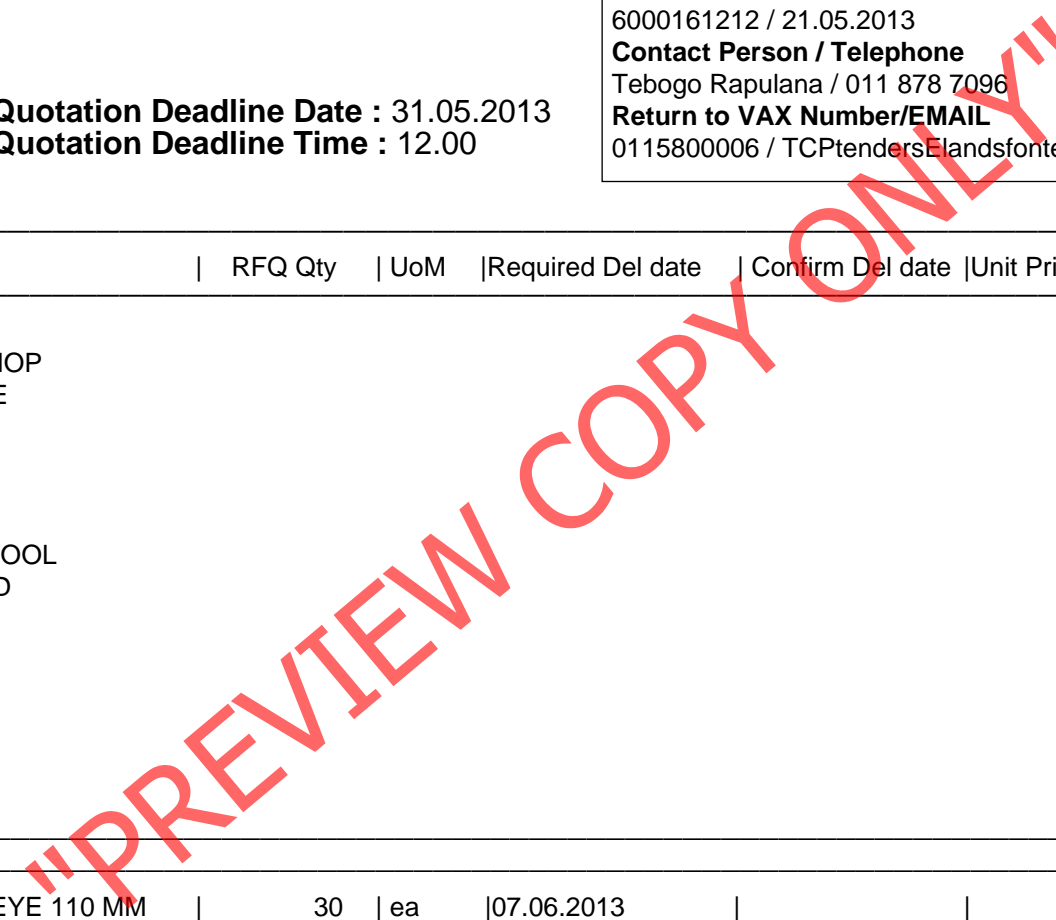 6000161212 / 21.05.2013
Contact Person / Telephone
Tebogo Rapulana / 011 878 7096
Quotation Deadline Date : 31.05.2013
Return to VAX Number/EMAIL
Quotation Deadline Time : 12.00
0115800006 / TCPtendersElandsfonte
| RFQ Qty | UoM |Required Del date | Confirm Del date |Unit Pri
HOP
E
OOL
D
"PREVIEW COPY ONLY"
EYE 110 MM | 30 | ea |07.06.2013 | |